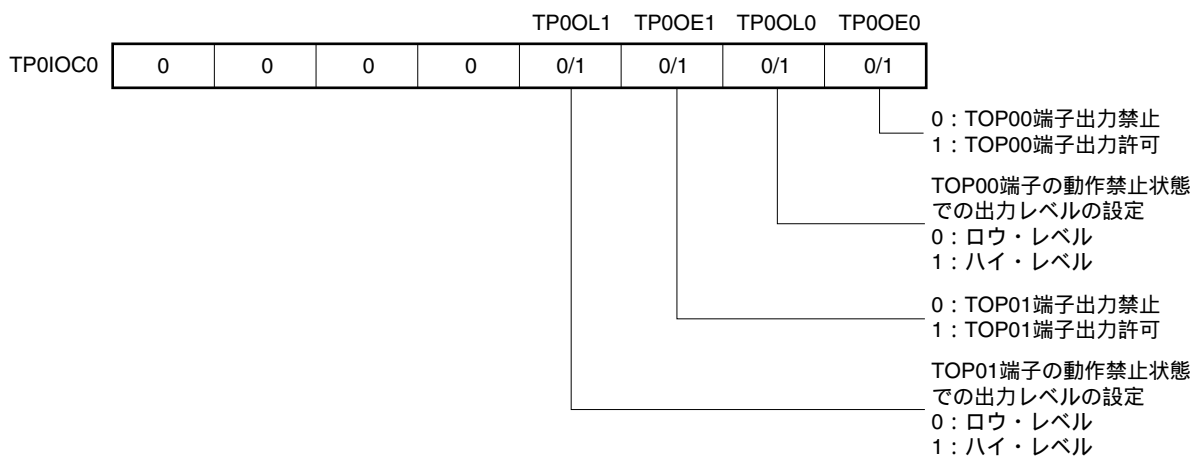 TP0OL1 TP0OE1 TP0OL0 TP0OE0
TP0IOC0 0 0 0 0 0/1 0/1 0/1 0/1
0：TOP00端子出力禁止
1：TOP00端子出力許可
TOP00端子の動作禁止状態
での出力レベルの設定
0：ロウ・レベル
1：ハイ・レベル
0：TOP01端子出力禁止
1：TOP01端子出力許可
TOP01端子の動作禁止状態
での出力レベルの設定
0：ロウ・レベル
1：ハイ・レベル